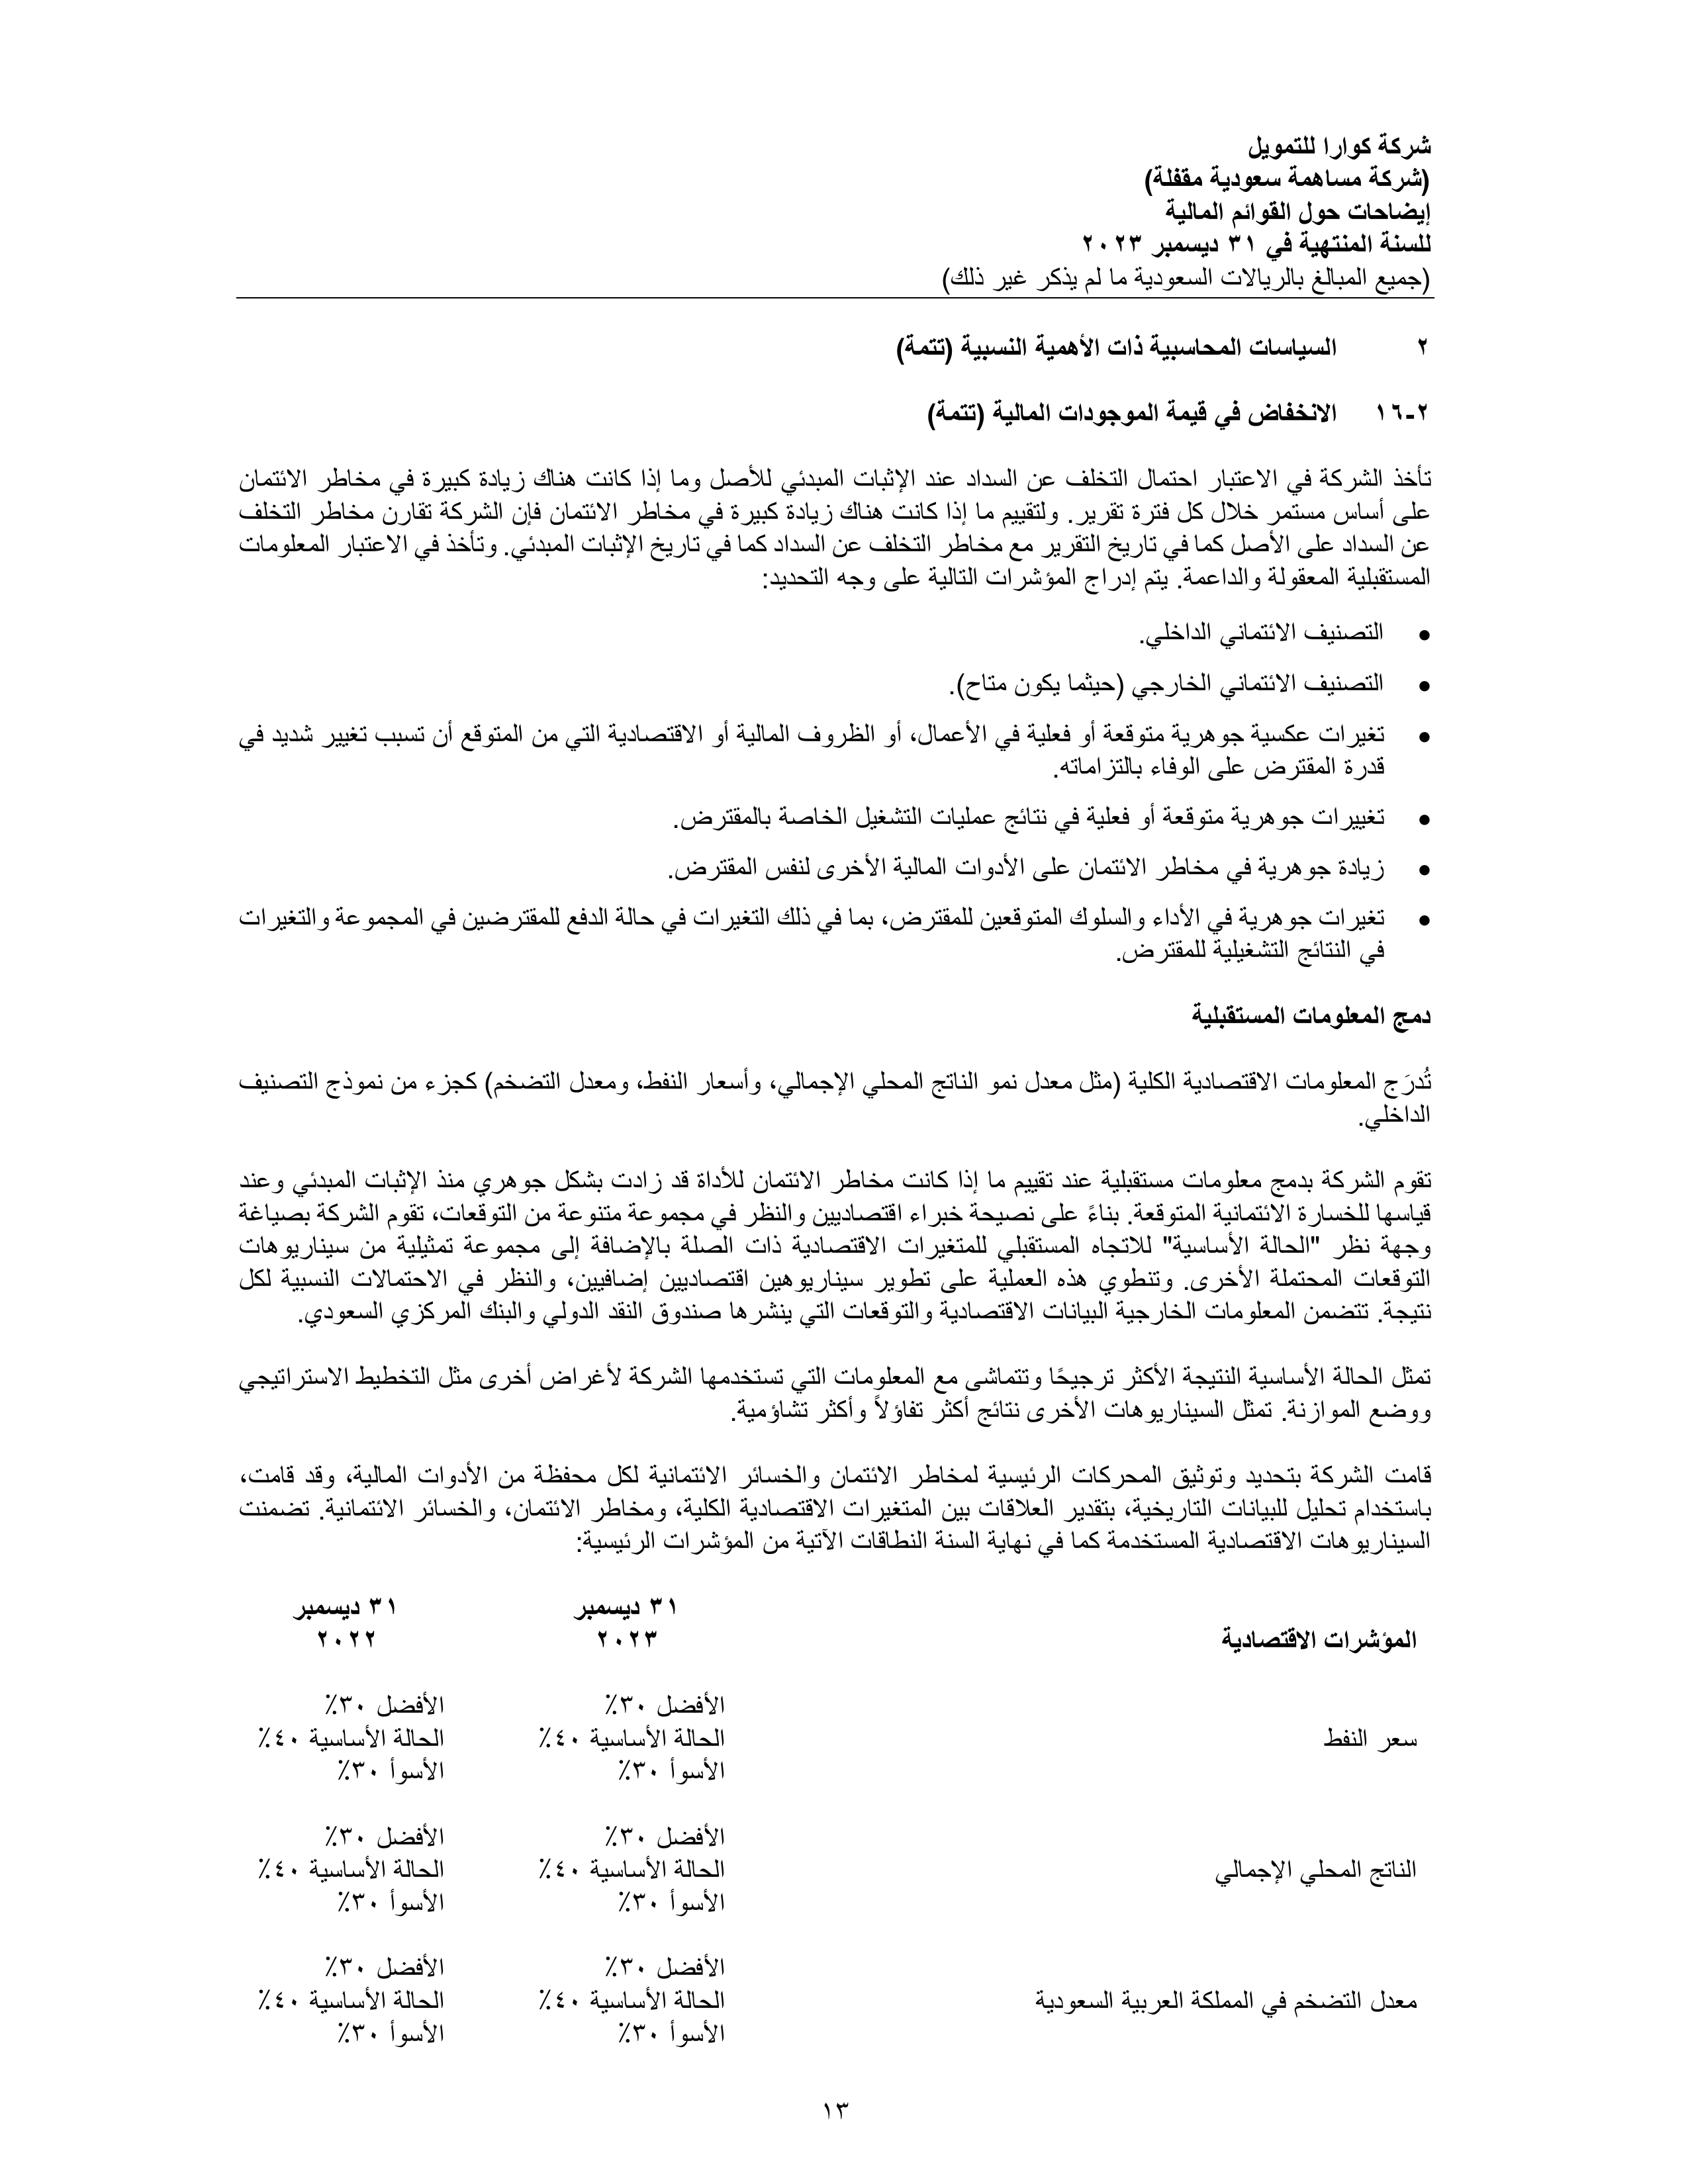 شركة كوارا للتمويل
(شركة مساهمة سعودية مقفلة)
إيضاحات حول القوائم المالية
للسنة المنتهية في ٣١ ديسمبر ٢٠٢٣
(جميع المبالغ بالريالات السعودية ما لم يذكر غير ذلك)
٢ السياسات المحاسبية ذات الأهمية النسبية (تتمة)
٢-١٦ الانخفاض في قيمة الموجودات المالية (تتمة)
تأخذ الشركة في الاعتبار احتمال التخلف عن السداد عند الإثبات المبدئي للأصل وما إذا كانت هناك زيادة كبيرة في مخاطر الائتمان
على أساس مستمر خلال كل فترة تقرير. ولتقييم ما إذا كانت هناك زيادة كبيرة في مخاطر الائتمان فإن الشركة تقارن مخاطر التخلف
عن السداد على الأصل كما في تاريخ التقرير مع مخاطر التخلف عن السداد كما في تاريخ الإثبات المبدئي. وتأخذ في الاعتبار المعلومات
المستقبلية المعقولة والداعمة. يتم إدراج المؤشرات التالية على وجه التحديد:
• التصنيف الائتماني الداخلي.
• التصنيف الائتماني الخارجي (حيثما يكون متاح).
• تغيرات عكسية جوهرية متوقعة أو فعلية في الأعمال، أو الظروف المالية أو الاقتصادية التي من المتوقع أن تسبب تغيير شديد في
قدرة المقترض على الوفاء بالتزاماته.
• تغييرات جوهرية متوقعة أو فعلية في نتائج عمليات التشغيل الخاصة بالمقترض.
• زيادة جوهرية في مخاطر الائتمان على الأدوات المالية الأخرى لنفس المقترض.
• تغيرات جوهرية في الأداء والسلوك المتوقعين للمقترض، بما في ذلك التغيرات في حالة الدفع للمقترضين في المجموعة والتغيرات
في النتائج التشغيلية للمقترض.
دمج المعلومات المستقبلية
تُدرَج المعلومات الاقتصادية الكلية (مثل معدل نمو الناتج المحلي الإجمالي، وأسعار النفط، ومعدل التضخم) كجزء من نموذج التصنيف
الداخلي.
تقوم الشركة بدمج معلومات مستقبلية عند تقييم ما إذا كانت مخاطر الائتمان للأداة قد زادت بشكل جوهري منذ الإثبات المبدئي وعند
قياسها للخسارة الائتمانية المتوقعة. بناءً على نصيحة خبراء اقتصاديين والنظر في مجموعة متنوعة من التوقعات، تقوم الشركة بصياغة
وجهة نظر "الحالة الأساسية" للاتجاه المستقبلي للمتغيرات الاقتصادية ذات الصلة بالإضافة إلى مجموعة تمثيلية من سيناريوهات
التوقعات المحتملة الأخرى. وتنطوي هذه العملية على تطوير سيناريوهين اقتصاديين إضافيين، والنظر في الاحتمالات النسبية لكل
نتيجة. تتضمن المعلومات الخارجية البيانات الاقتصادية والتوقعات التي ينشرها صندوق النقد الدولي والبنك المركزي السعودي.
تمثل الحالة الأساسية النتيجة الأكثر ترجيحًا وتتماشى مع المعلومات التي تستخدمها الشركة لأغراض أخرى مثل التخطيط الاستراتيجي
ووضع الموازنة. تمثل السيناريوهات الأخرى نتائج أكثر تفاؤلاً وأكثر تشاؤمية.
قامت الشركة بتحديد وتوثيق المحركات الرئيسية لمخاطر الائتمان والخسائر الائتمانية لكل محفظة من الأدوات المالية، وقد قامت،
باستخدام تحليل للبيانات التاريخية، بتقدير العلاقات بين المتغيرات الاقتصادية الكلية، ومخاطر الائتمان، والخسائر الائتمانية. تضمنت
السيناريوهات الاقتصادية المستخدمة كما في نهاية السنة النطاقات الآتية من المؤشرات الرئيسية:
٣١ ديسمبر ٣١ ديسمبر
المؤشرات الاقتصادية ٢٠٢٣ ٢٠٢٢
الأفضل ٣٠٪ الأفضل ٣٠٪
سعر النفط الحالة الأساسية ٤٠٪ الحالة الأساسية ٤٠٪
الأسوأ ٣٠٪ الأسوأ ٣٠٪
الأفضل ٣٠٪ الأفضل ٣٠٪
الناتج المحلي الإجمالي الحالة الأساسية ٤٠٪ الحالة الأساسية ٤٠٪
الأسوأ ٣٠٪ الأسوأ ٣٠٪
الأفضل ٣٠٪ الأفضل ٣٠٪
معدل التضخم في المملكة العربية السعودية الحالة الأساسية ٤٠٪ الحالة الأساسية ٤٠٪
الأسوأ ٣٠٪ الأسوأ ٣٠٪
١٣